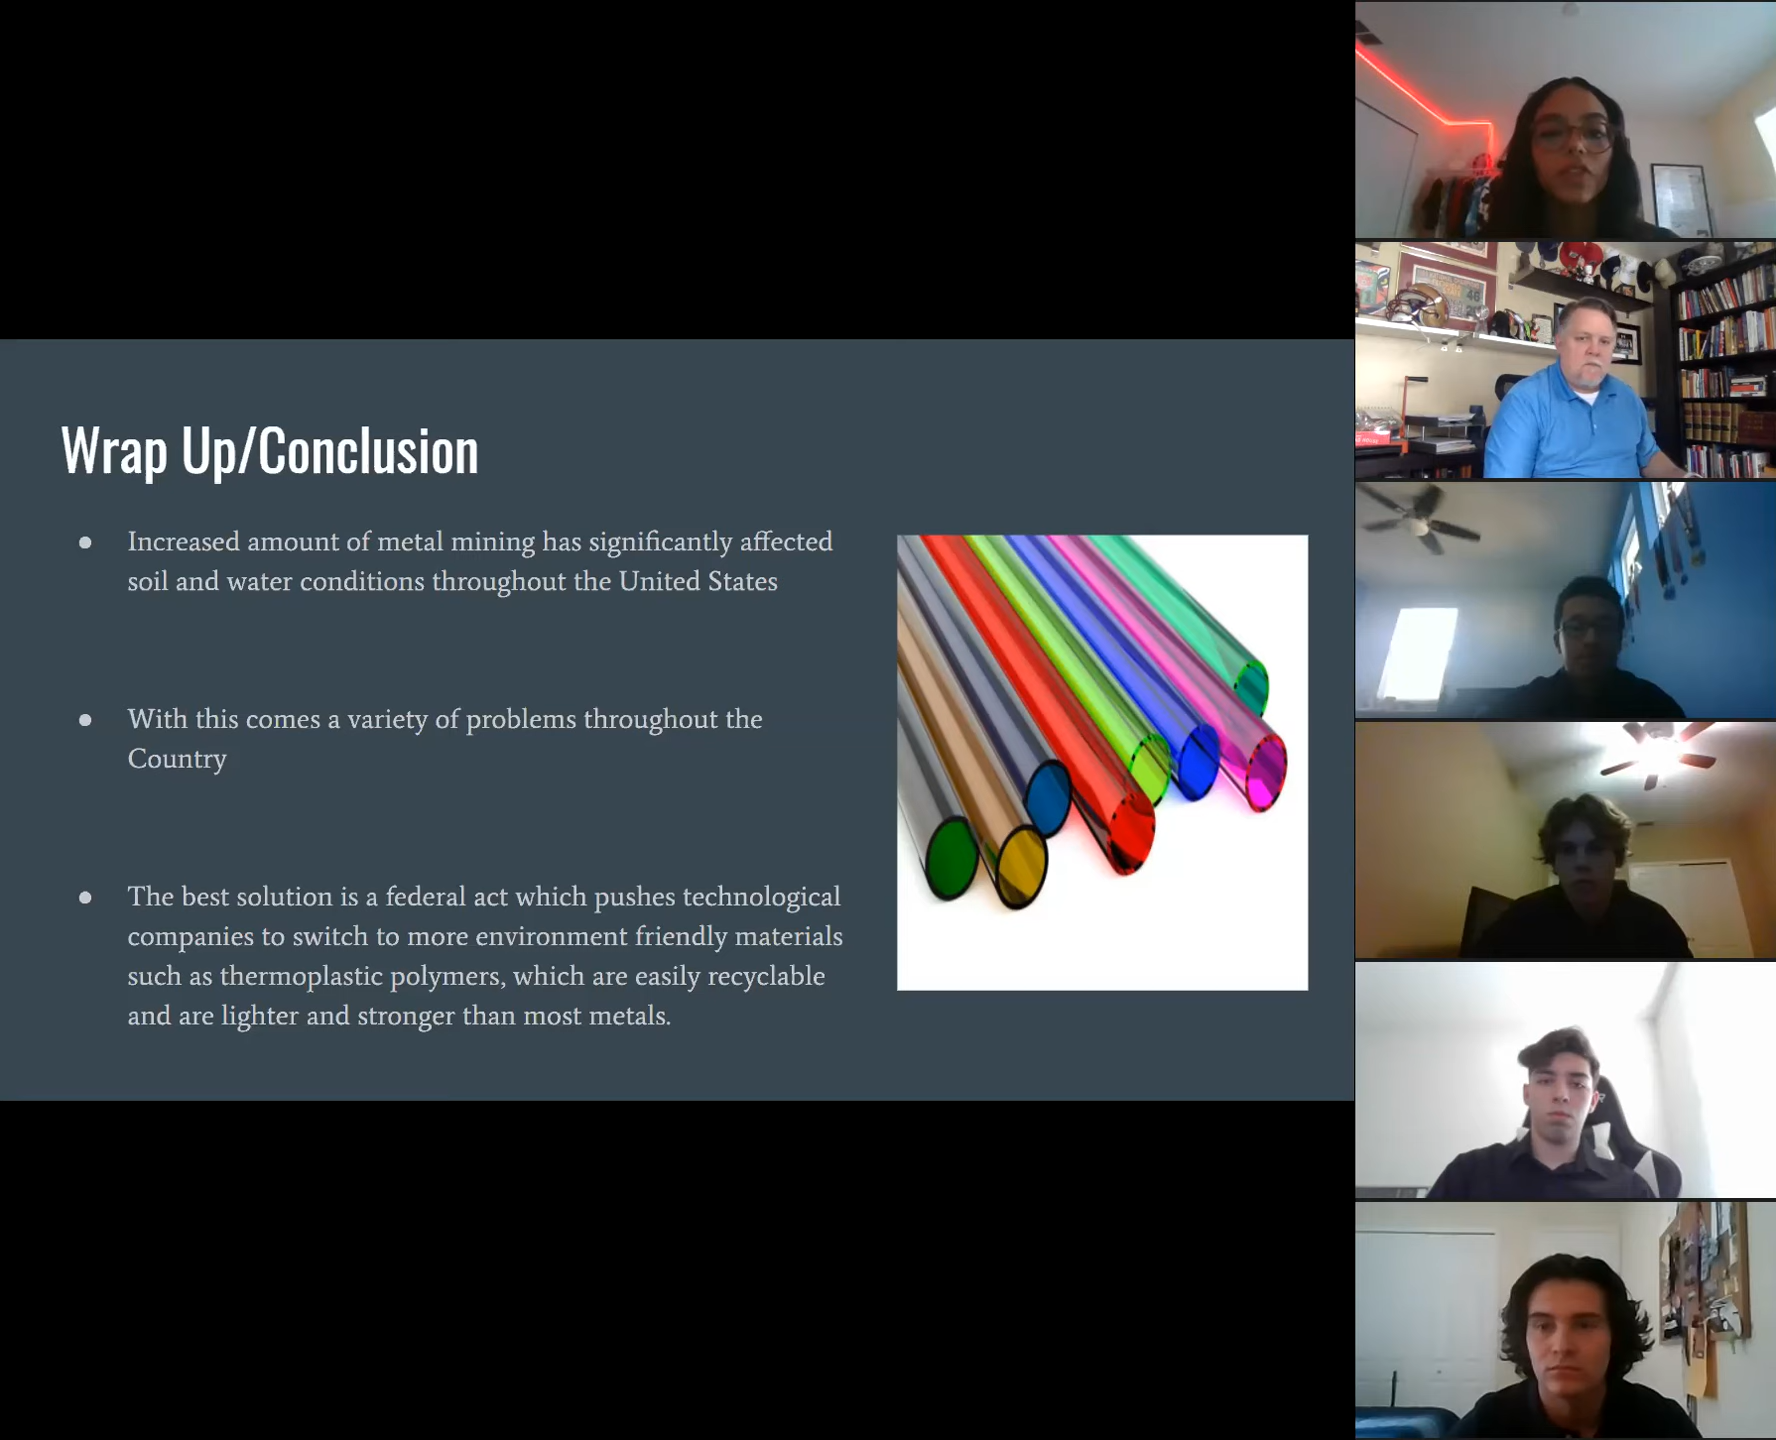 Wrap Up/Conclusion
● Increased amount of metal mining has significantly affected
soil and water conditions throughout the United States
● With this comes a variety of problems throughout the
Country
● The best solution is a federal act which pushes technological
companies to switch to more environment friendly materials
such as thermoplastic polymers, which are easily recyclable
and are lighter and stronger than most metals.
46
R